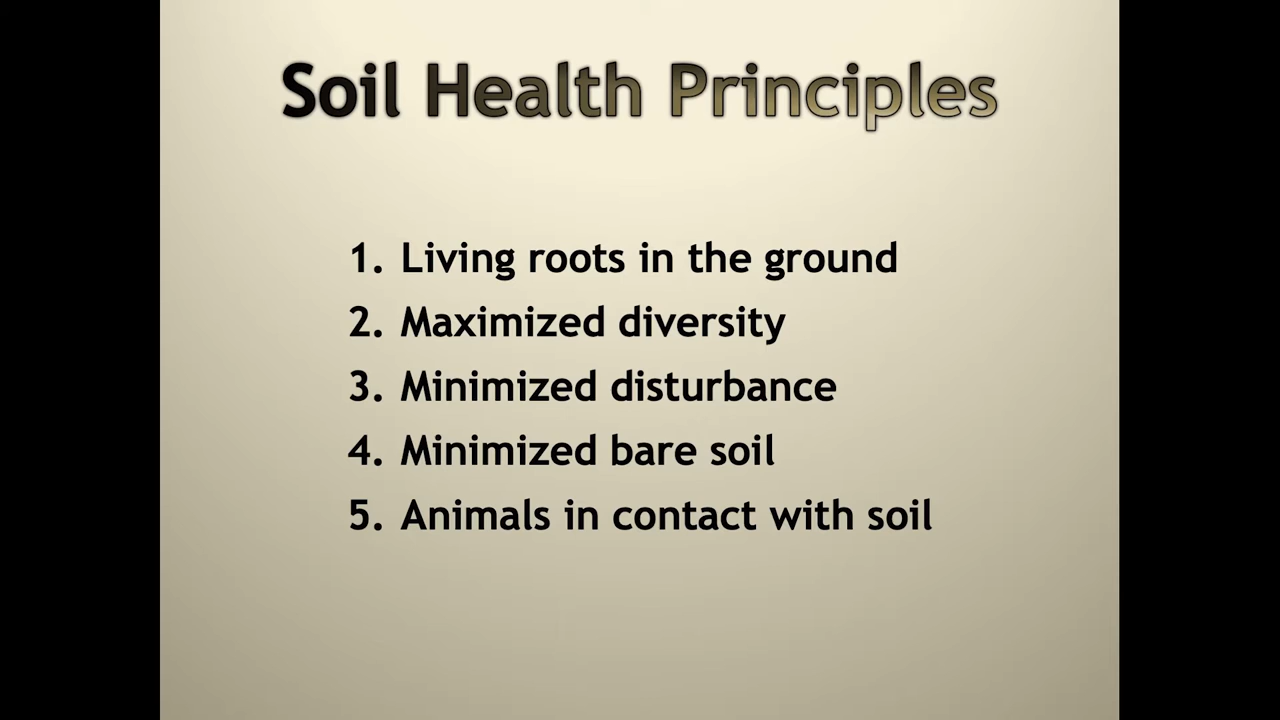 Soil Health Principles
1. Living roots in the ground
2. Maximized diversity
3. Minimized disturbance
4. Minimized bare soil
5. Animals in contact with soil